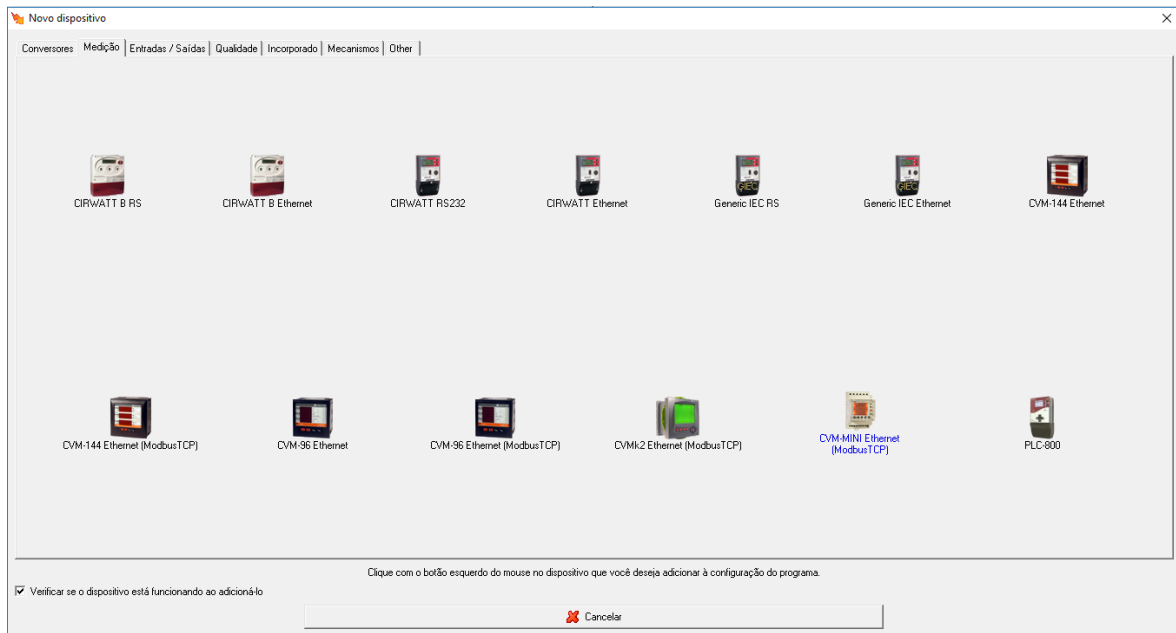 Novo dispositivo
Conversores Medição Entradas / Saídas Qualidade Incorporado Mecanismos Other
CIRWATT B RS CIRWATT B Ethernet CIRWATT RS232 CIRWATT Ethernet Generic IEC RS Generic IEC Ethernet CVM-144 Ethernet
CVM-144 Ethernet (ModbusTCP) CVM-96 Ethernet CVM-96 Ethernet (ModbusTCP) CVMk2 Ethernet (ModbusTCP) CVM-MINI Ethernet
(ModbusTCP) PLC-800
Clique com o botão esquerdo do mouse no dispositivo que você deseja adicionar à configuração do programa.
Verificar se o dispositivo está funcionando ao adicioná-lo
Cancelar